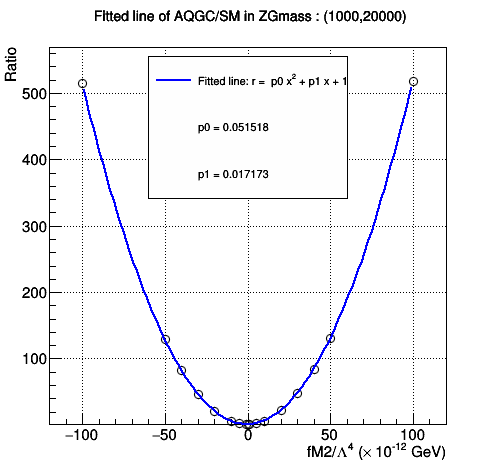 FItted line of AQGC/SM in ZGmass : (1000,20000)
Ratio
Fitted line: r = p0 x² + p1 x + 1
p0 = 0.051518
p1 = 0.017173
500
400
300
200
100
−100 −50 0 50 100
fM2/Λ⁴ (× 10⁻¹² GeV)